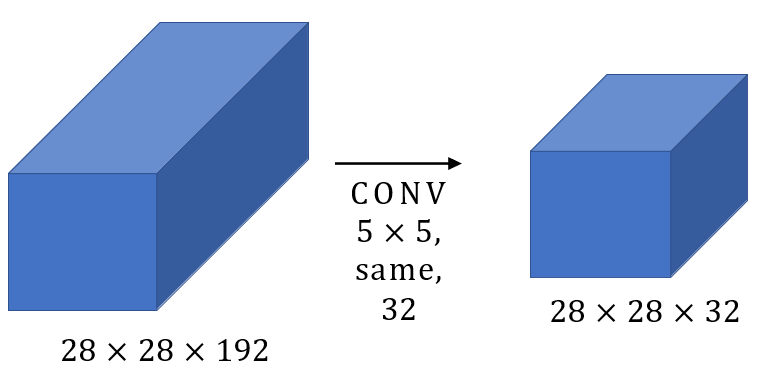 28 × 28 × 192
CONV
5 × 5,
same,
32
28 × 28 × 32